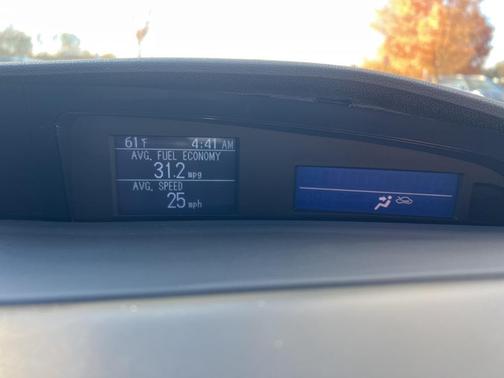 61°F 4:41 AM
AVG. FUEL ECONOMY
31.2 mpg
AVG. SPEED
25 mph